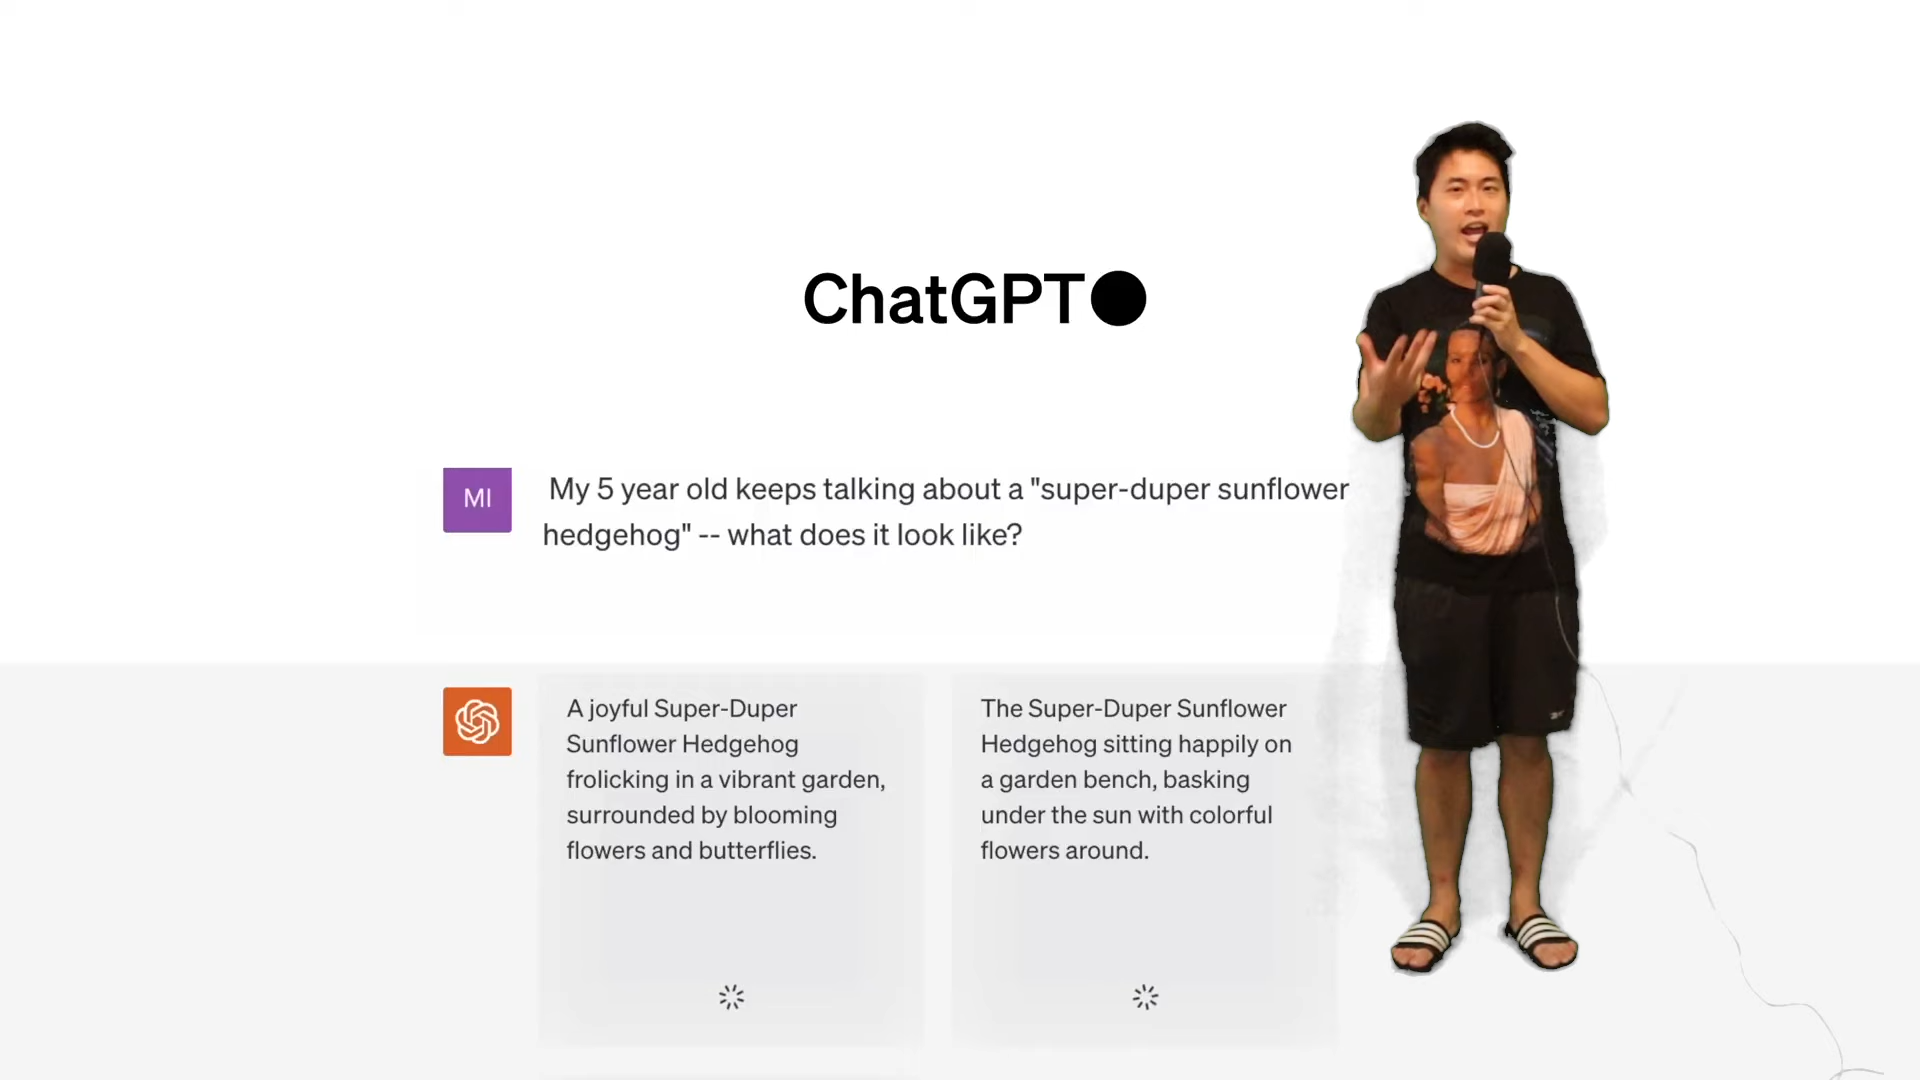 ChatGPT
MI
My 5 year old keeps talking about a "super-duper sunflower
hedgehog" -- what does it look like?
A joyful Super-Duper
Sunflower Hedgehog
frolicking in a vibrant garden,
surrounded by blooming
flowers and butterflies.
The Super-Duper Sunflower
Hedgehog sitting happily on
a garden bench, basking
under the sun with colorful
flowers around.